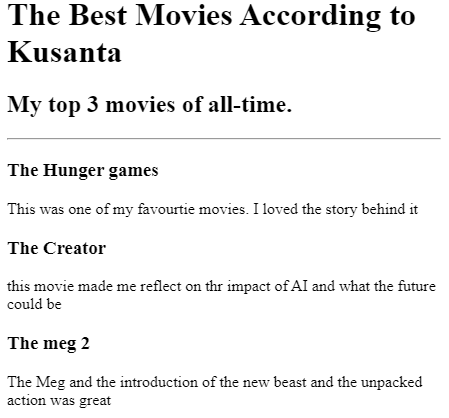 The Best Movies According to
Kusanta
My top 3 movies of all-time.
The Hunger games
This was one of my favourtie movies. I loved the story behind it
The Creator
this movie made me reflect on thr impact of AI and what the future
could be
The meg 2
The Meg and the introduction of the new beast and the unpacked
action was great